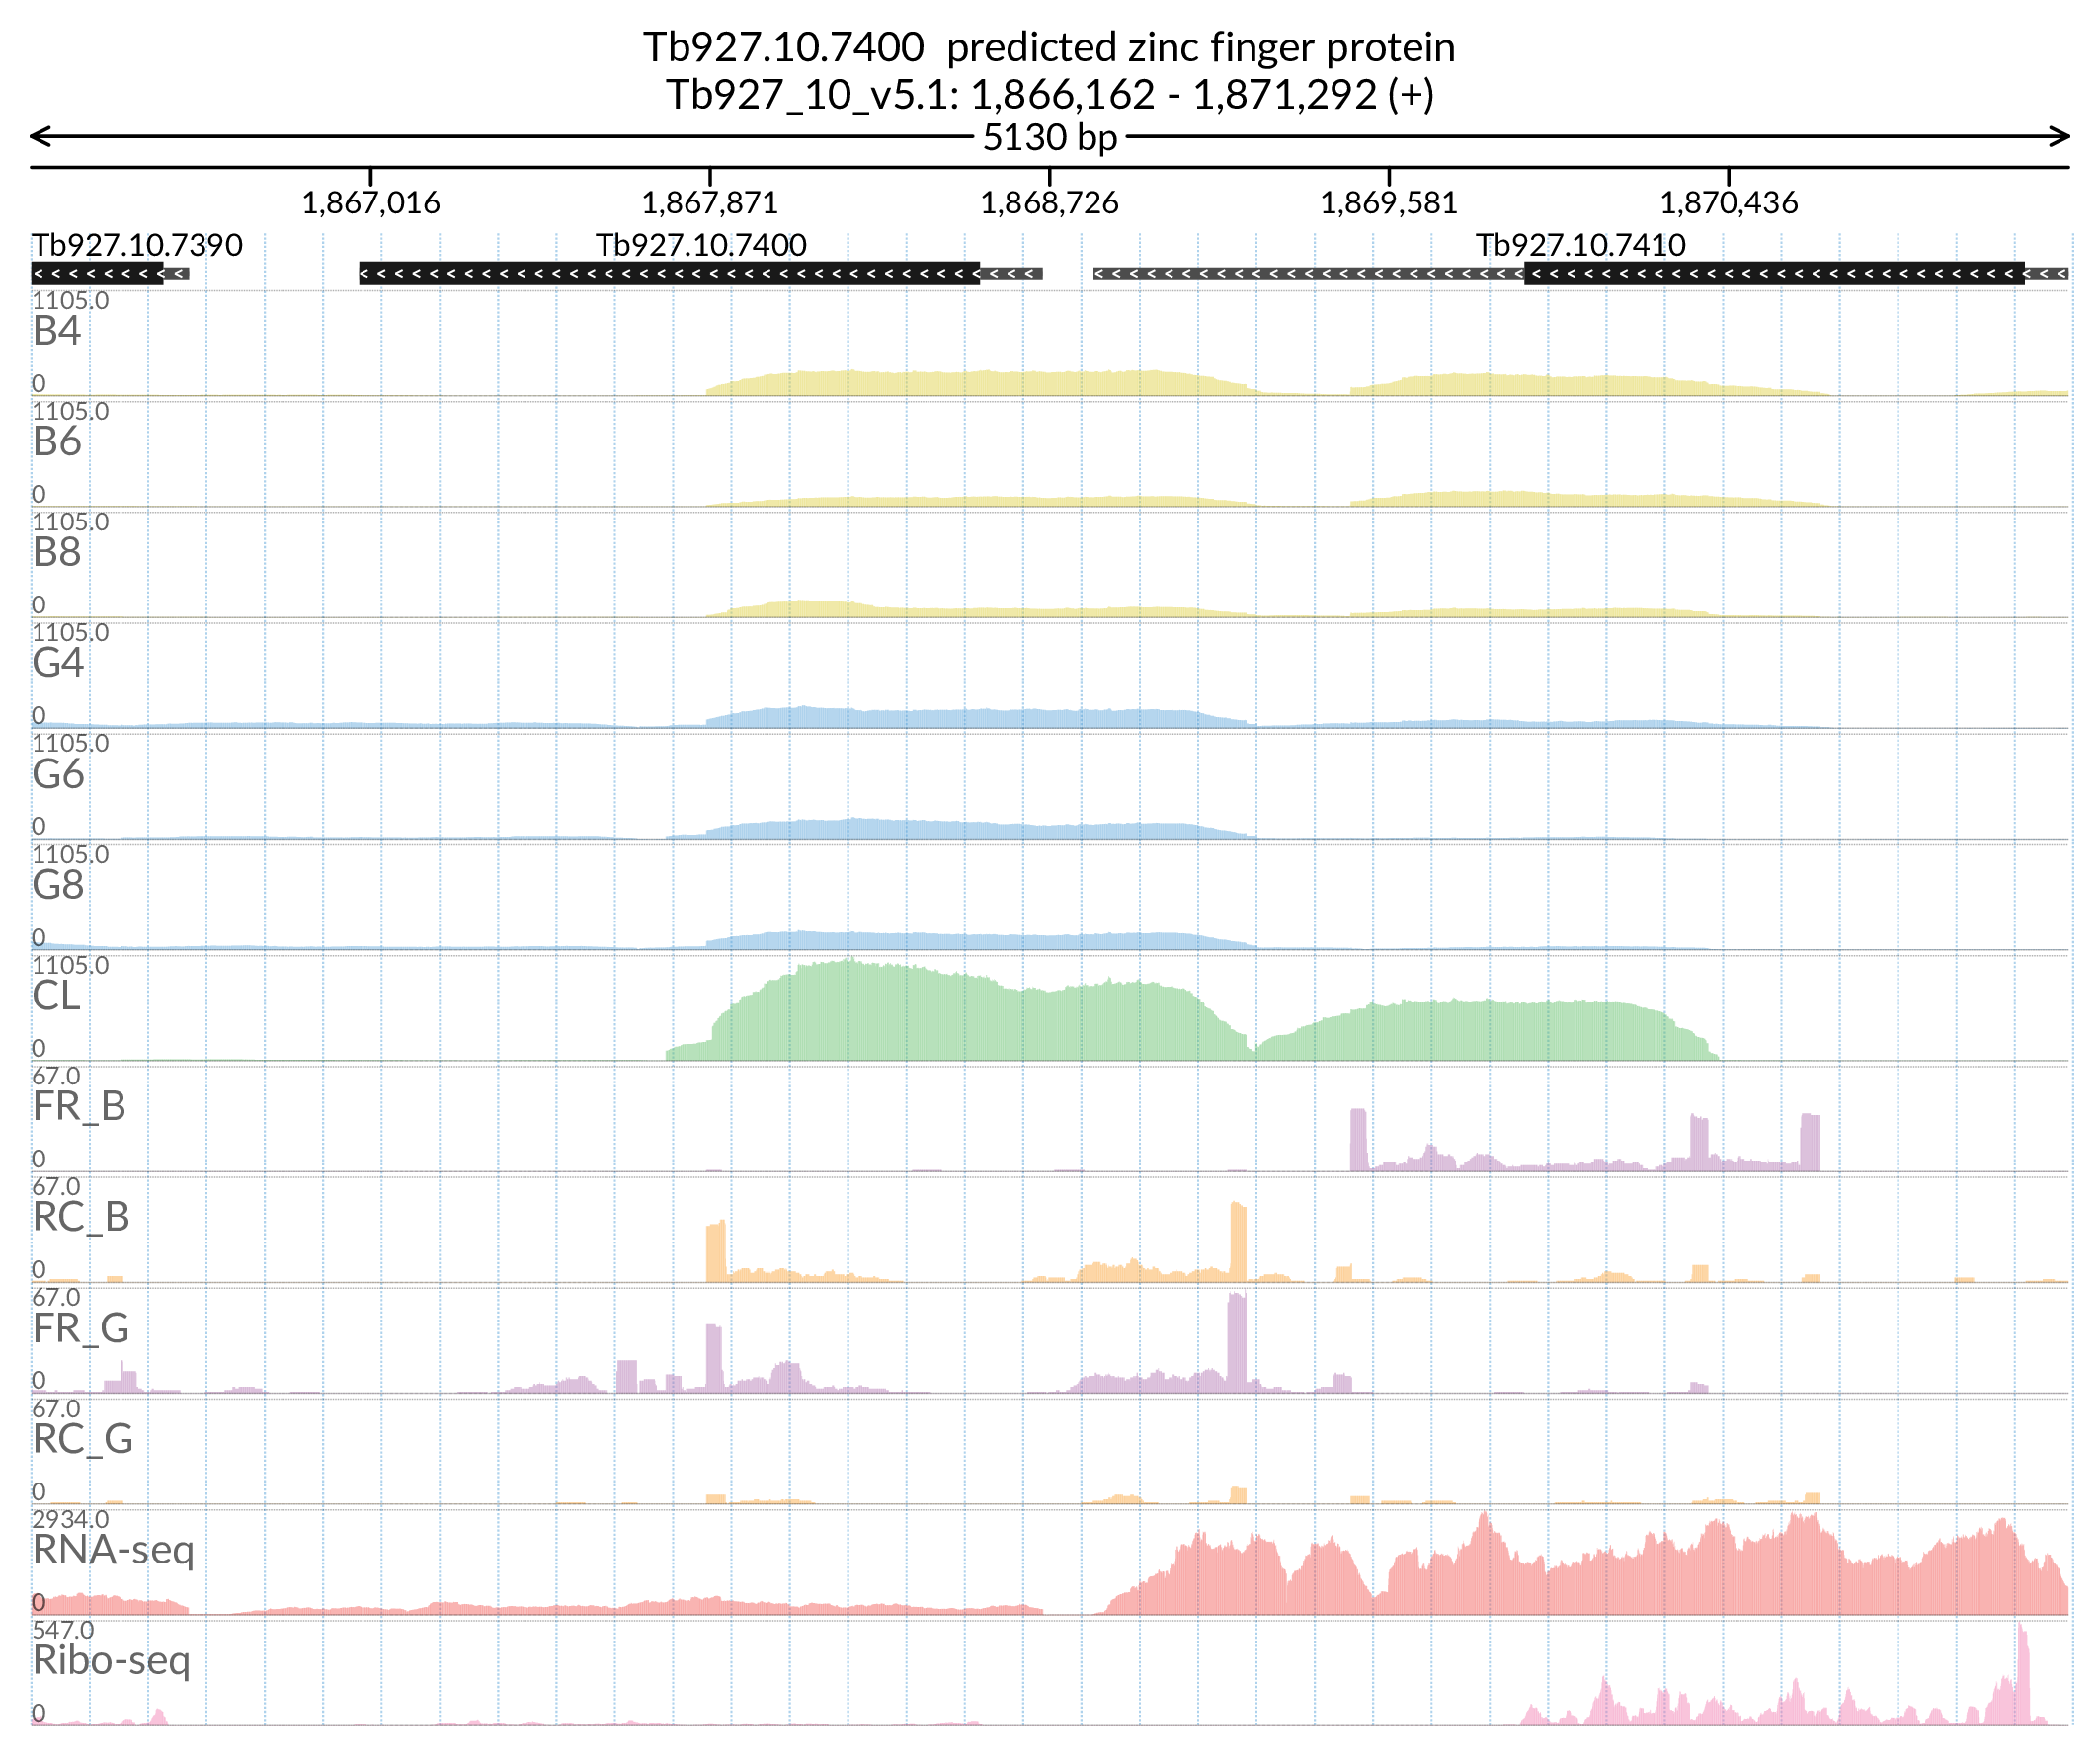 Tb927.10.7400 predicted zinc finger protein
Tb927_10_v5.1: 1,866,162 - 1,871,292 (+)
5130 bp
1,867,016 1,867,871 1,868,726 1,869,581 1,870,436
Tb927.10.7390 Tb927.10.7400 Tb927.10.7410
1105.0
B4
0
1105.0
B6
0
1105.0
B8
0
1105.0
G4
0
1105.0
G6
0
1105.0
G8
0
1105.0
CL
0
67.0
FR_B
0
67.0
RC_B
0
67.0
FR_G
0
67.0
RC_G
0
2934.0
RNA-seq
0
547.0
Ribo-seq
0